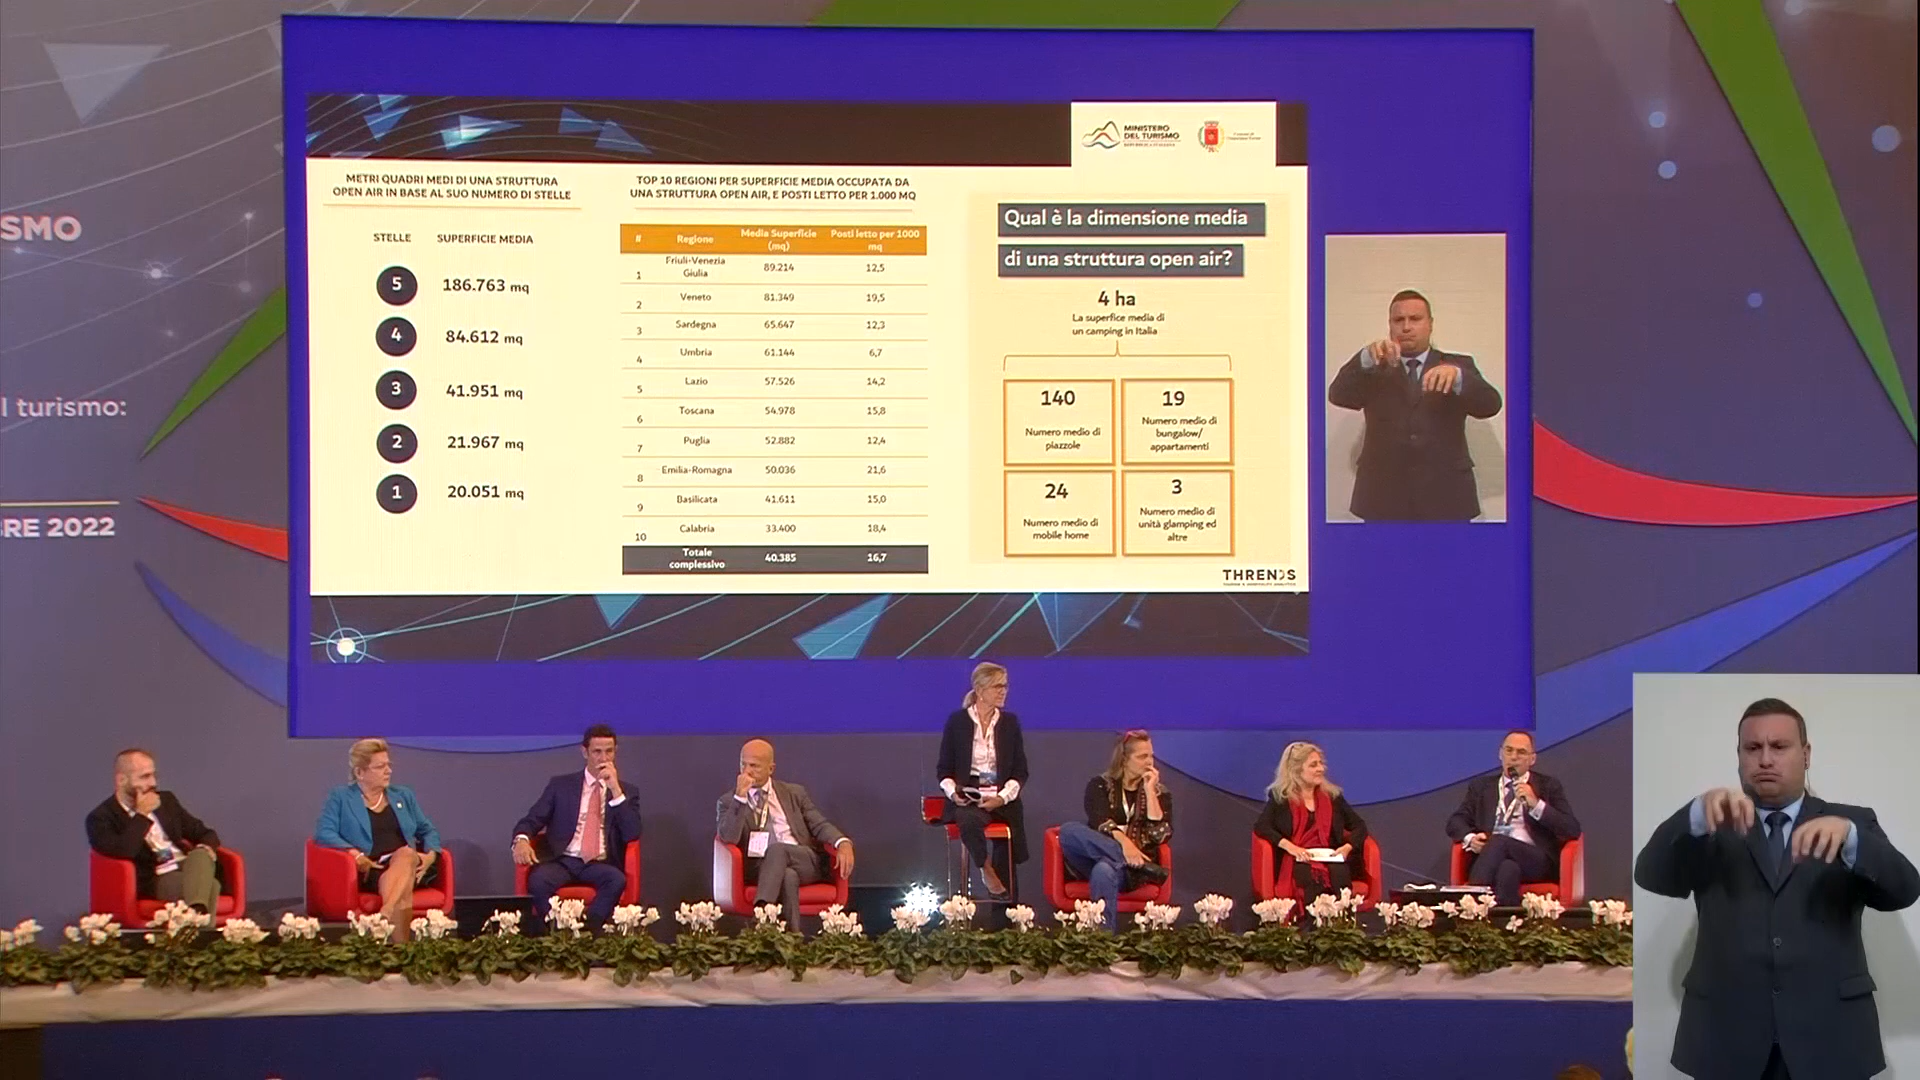 SMO
l turismo:
BRE 2022
MINISTERO
DEL TURISMO
METRI QUADRI MEDI DI UNA STRUTTURA
OPEN AIR IN BASE AL SUO NUMERO DI STELLE
STELLE SUPERFICIE MEDIA
5 186.763 mq
4 84.612 mq
3 41.951 mq
2 21.967 mq
1 20.051 mq
TOP 10 REGIONI PER SUPERFICIE MEDIA OCCUPATA DA
UNA STRUTTURA OPEN AIR, E POSTI LETTO PER 1.000 MQ
# Regione Media Superficie (mq) Posti letto per 1000 mq
1 Friuli-Venezia Giulia 89.214 12,5
2 Veneto 81.349 19,5
3 Sardegna 65.647 12,3
4 Umbria 61.144 6,7
5 Lazio 57.526 14,2
6 Toscana 54.978 15,8
7 Puglia 52.882 12,4
8 Emilia-Romagna 50.036 21,6
9 Basilicata 41.611 15,0
10 Calabria 33.400 18,4
Totale complessivo 40.385 16,7
Qual è la dimensione media
di una struttura open air?
4 ha
La superfice media di
un camping in Italia
140
Numero medio di
piazzole
19
Numero medio di
bungalow/
appartamenti
24
Numero medio di
mobile home
3
Numero medio di
unità glamping ed
altre
THRENDS